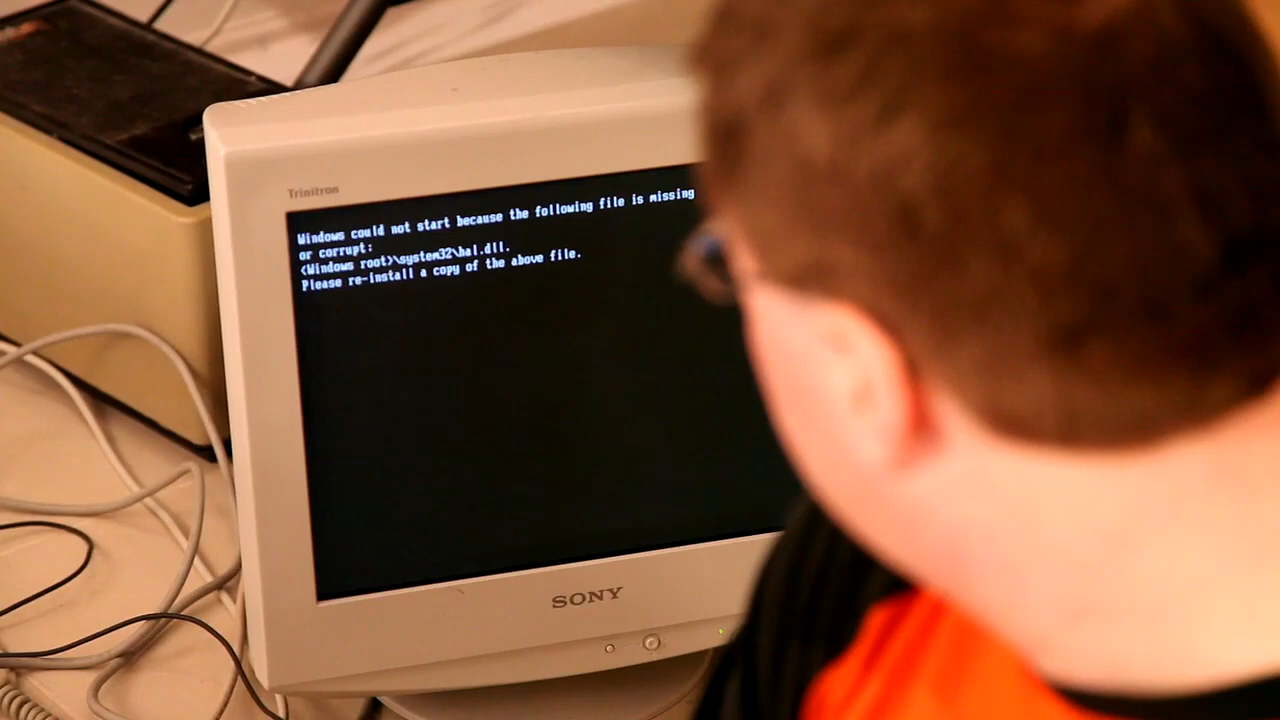 Trinitron
Windows could not start because the following file is missing
or corrupt:
<Windows root>\system32\hal.dll.
Please re-install a copy of the above file.
SONY